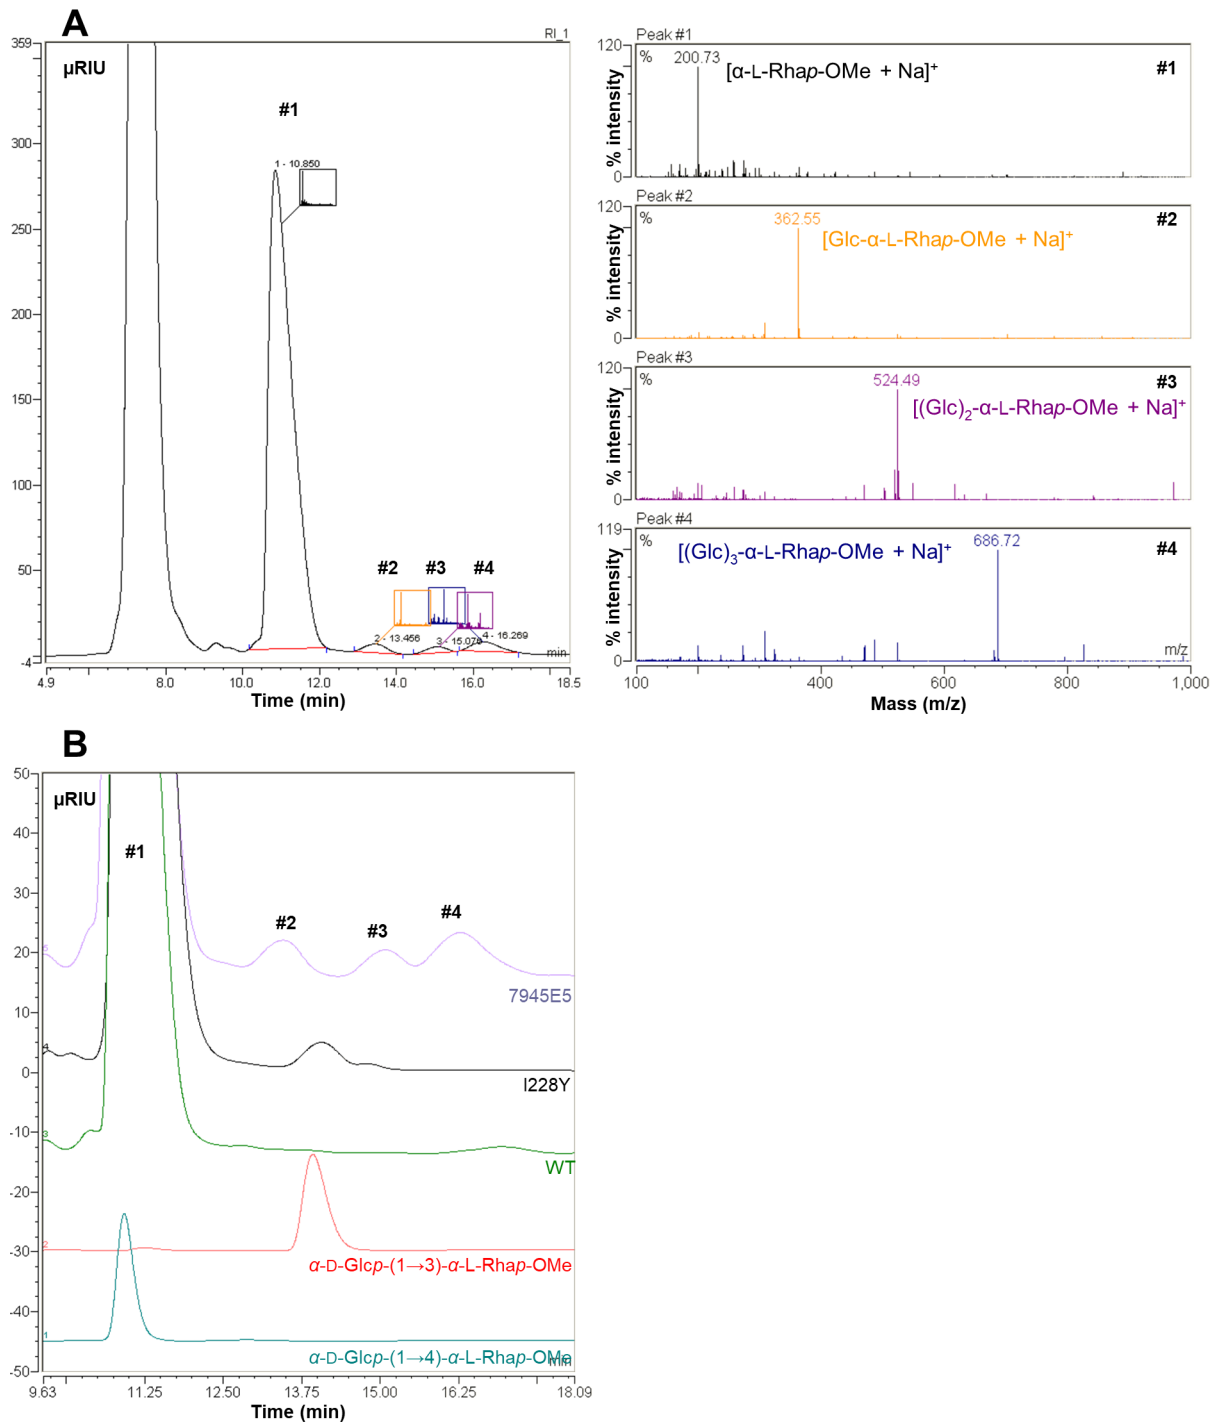 A
RI_1
359
µRIU
#1
1 - 10.850
300
250
200
150
100
50
-4
#2
#3
#4
2 - 13.456
3 - 15.070
4 - 16.269
min
4.9
8.0
10.0
12.0
14.0
16.0
18.5
Time (min)
Peak #1
120
%
200.73
[α-L-Rhap-OMe + Na]+
#1
% intensity
0
Peak #2
120
%
362.55
[Glc-α-L-Rhap-OMe + Na]+
#2
% intensity
0
Peak #3
120
%
524.49
[(Glc)2-α-L-Rhap-OMe + Na]+
#3
% intensity
0
Peak #4
119
%
[(Glc)3-α-L-Rhap-OMe + Na]+
686.72
#4
% intensity
m/z
0
100
400
600
800
1,000
Mass (m/z)
B
50
µRIU
#1
40
30
#2
#3
#4
20
5
7945E5
10
4
0
I228Y
-10
3
WT
-20
-30
2
α-D-Glcp-(1→3)-α-L-Rhap-OMe
-40
1
α-D-Glcp-(1→4)-α-L-Rhap-OMe
min
-50
9.63
11.25
12.50
13.75
15.00
16.25
18.09
Time (min)